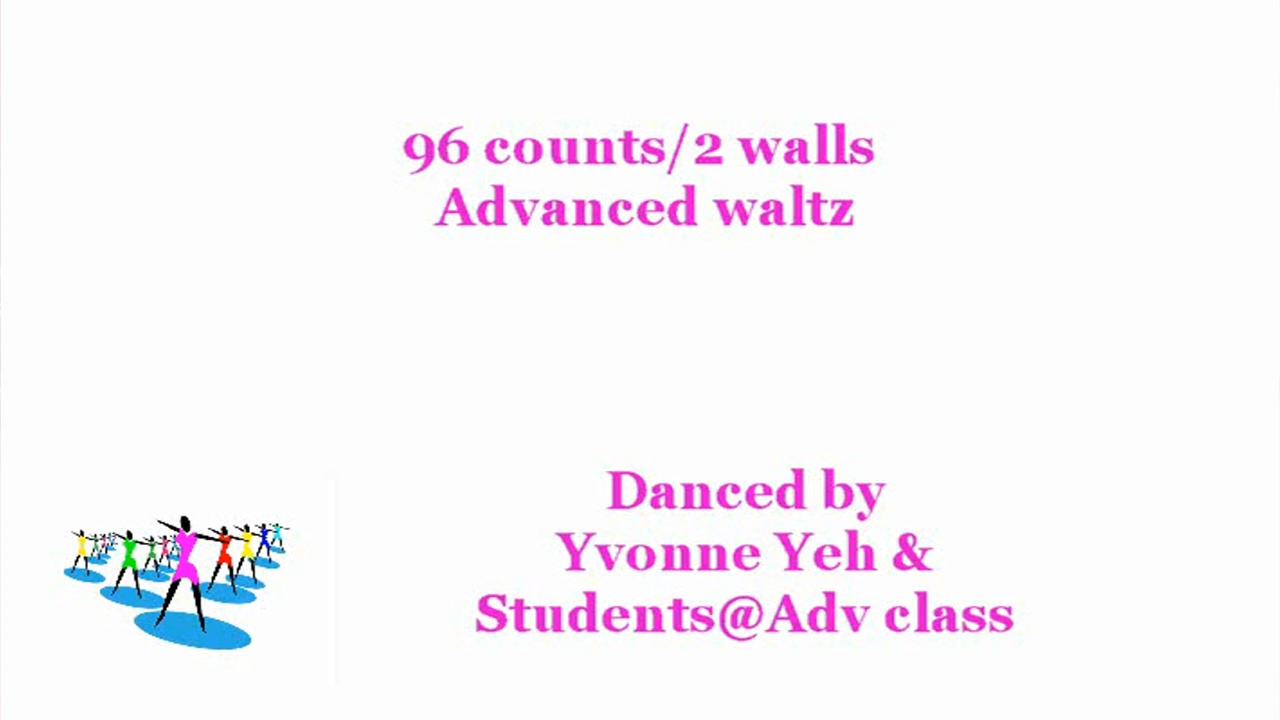 96 counts/2 walls
Advanced waltz
Danced by
Yvonne Yeh &
Students@Adv class